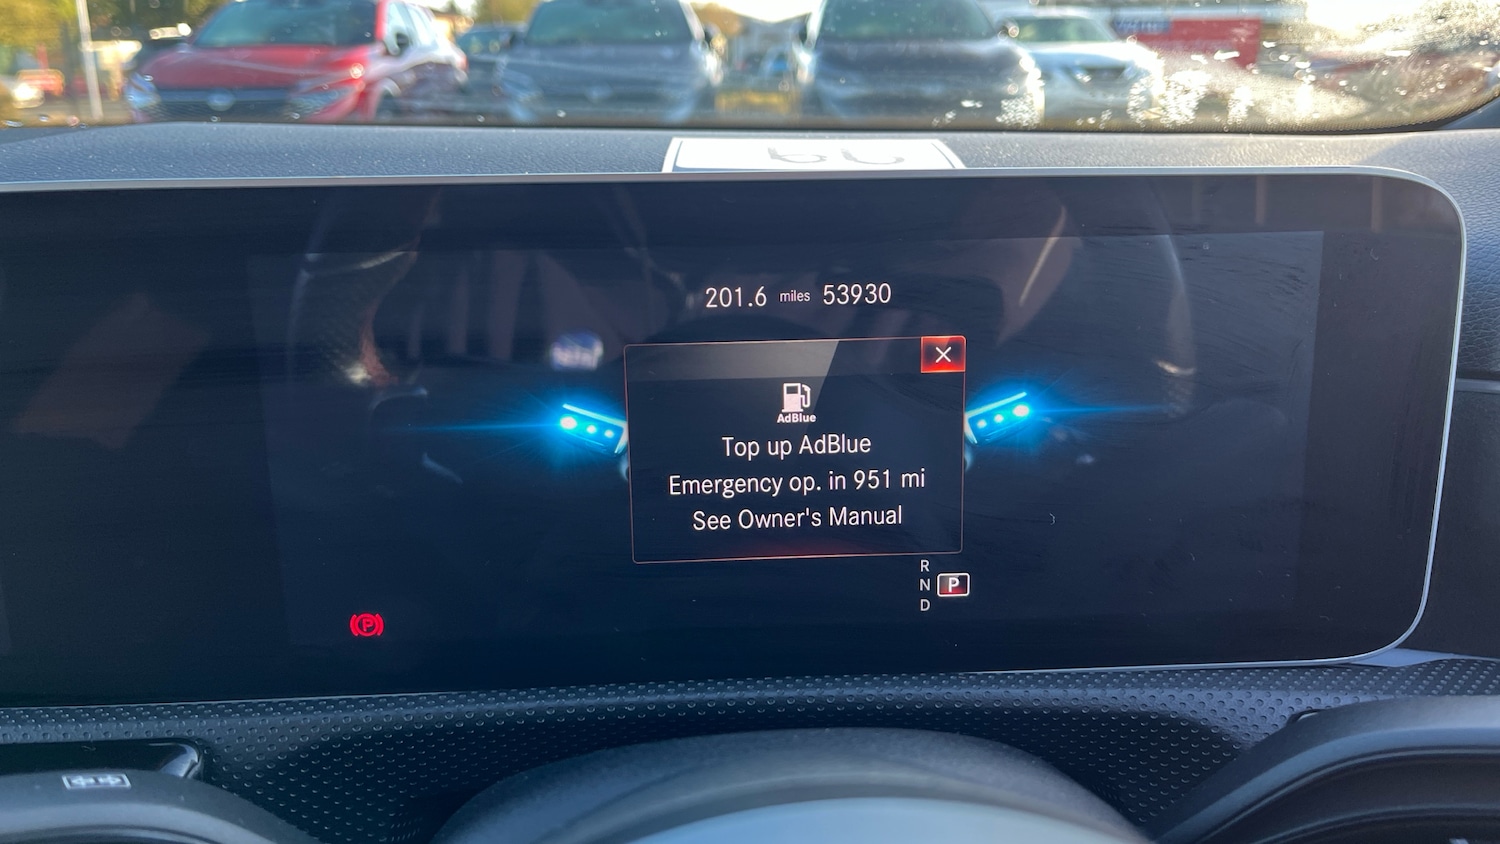 201.6 miles 53930
AdBlue
Top up AdBlue
Emergency op. in 951 mi
See Owner's Manual
R
N P
D
P